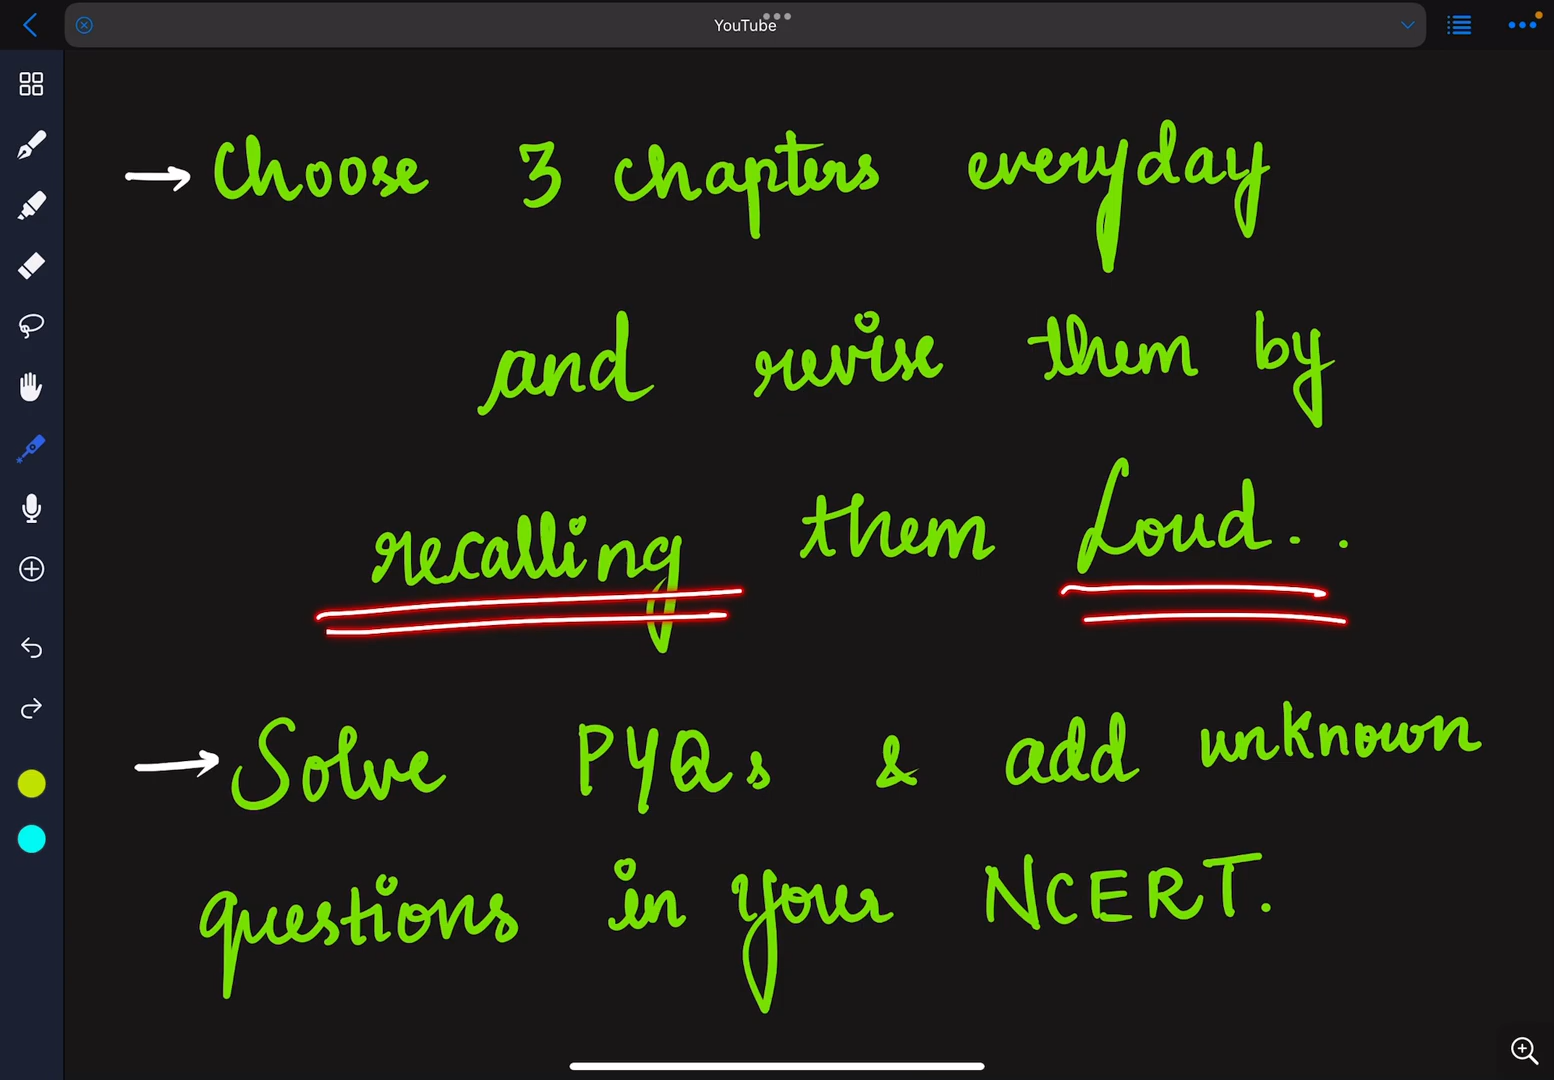 YouTube
→ Choose 3 chapters everyday
and revise them by
recalling them Loud..
→ Solve PYQs & add unknown
questions in your NCERT.